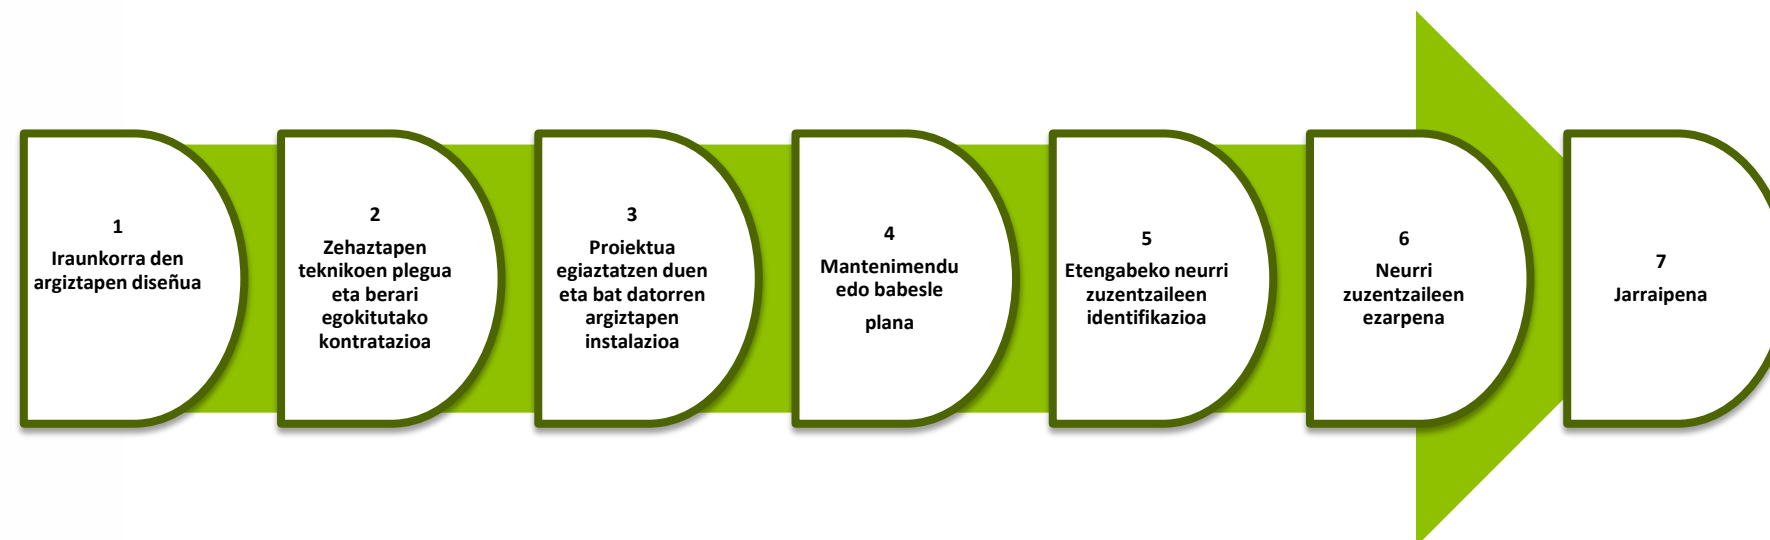 1
Iraunkorra den
argiztapen diseñua
2
Zehaztapen
teknikoen plegua
eta berari
egokitutako
kontratazioa
3
Proiektua
egiaztatzen duen
eta bat datorren
argiztapen
instalazioa
4
Mantenimendu
edo babesle
plana
5
Etengabeko neurri
zuzentzaileen
identifikazioa
6
Neurri
zuzentzaileen
ezarpena
7
Jarraipena